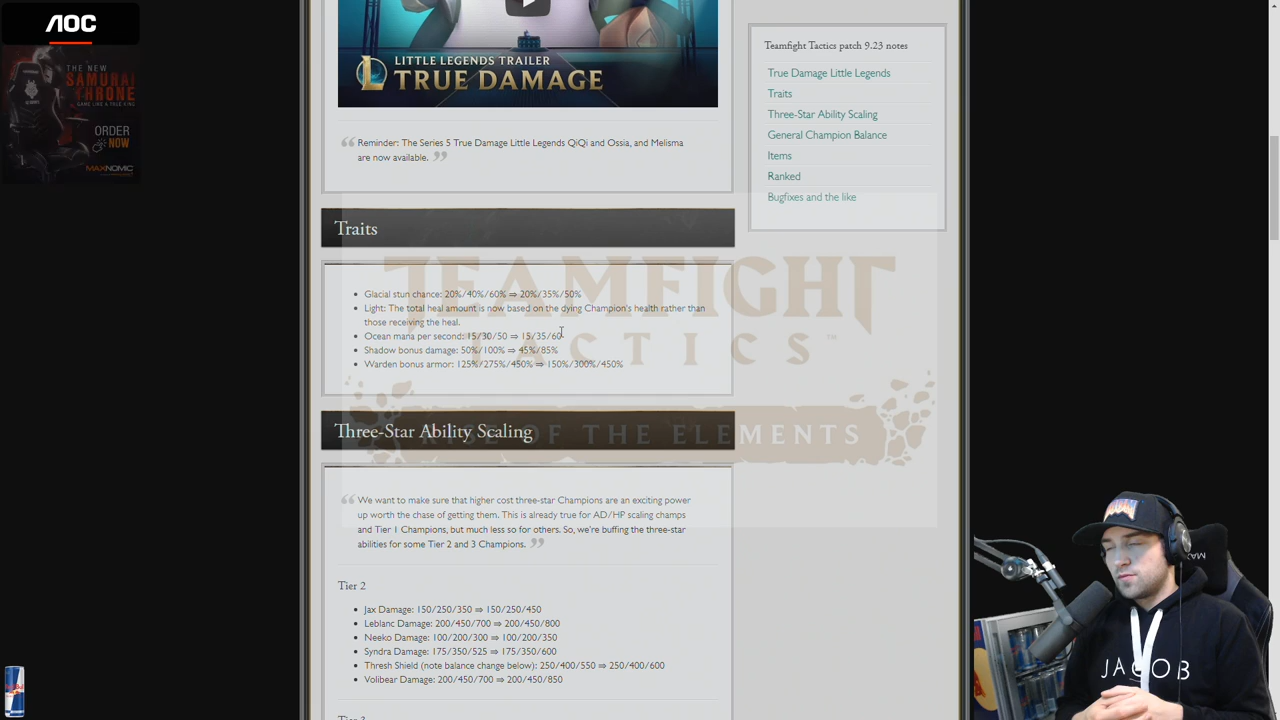 AOC
THE NEW
SAMURAI
THRONE
GAME LIKE A TRUE KING
ORDER
NOW
MAXNOMIC
LITTLE LEGENDS TRAILER
TRUE DAMAGE
Reminder: The Series 5 True Damage Little Legends QiQi and Ossia, and Melisma
are now available.
Teamfight Tactics patch 9.23 notes
True Damage Little Legends
Traits
Three-Star Ability Scaling
General Champion Balance
Items
Ranked
Bugfixes and the like
Traits
TEAMFIGHT
TACTICS™
RISE OF THE ELEMENTS
Glacial stun chance: 20%/40%/60% ⇒ 20%/35%/50%
Light: The total heal amount is now based on the dying Champion's health rather than
those receiving the heal.
Ocean mana per second: 15/30/50 ⇒ 15/35/60
Shadow bonus damage: 50%/100% ⇒ 45%/85%
Warden bonus armor: 125%/275%/450% ⇒ 150%/300%/450%
Three-Star Ability Scaling
We want to make sure that higher cost three-star Champions are an exciting power
up worth the chase of getting them. This is already true for AD/HP scaling champs
and Tier 1 Champions, but much less so for others. So, we're buffing the three-star
abilities for some Tier 2 and 3 Champions.
Tier 2
Jax Damage: 150/250/350 ⇒ 150/250/450
Leblanc Damage: 200/450/700 ⇒ 200/450/800
Neeko Damage: 100/200/300 ⇒ 100/200/350
Syndra Damage: 175/350/525 ⇒ 175/350/600
Thresh Shield (note balance change below): 250/400/550 ⇒ 250/400/600
Volibear Damage: 200/450/700 ⇒ 200/450/850
Tier 3
JACOB